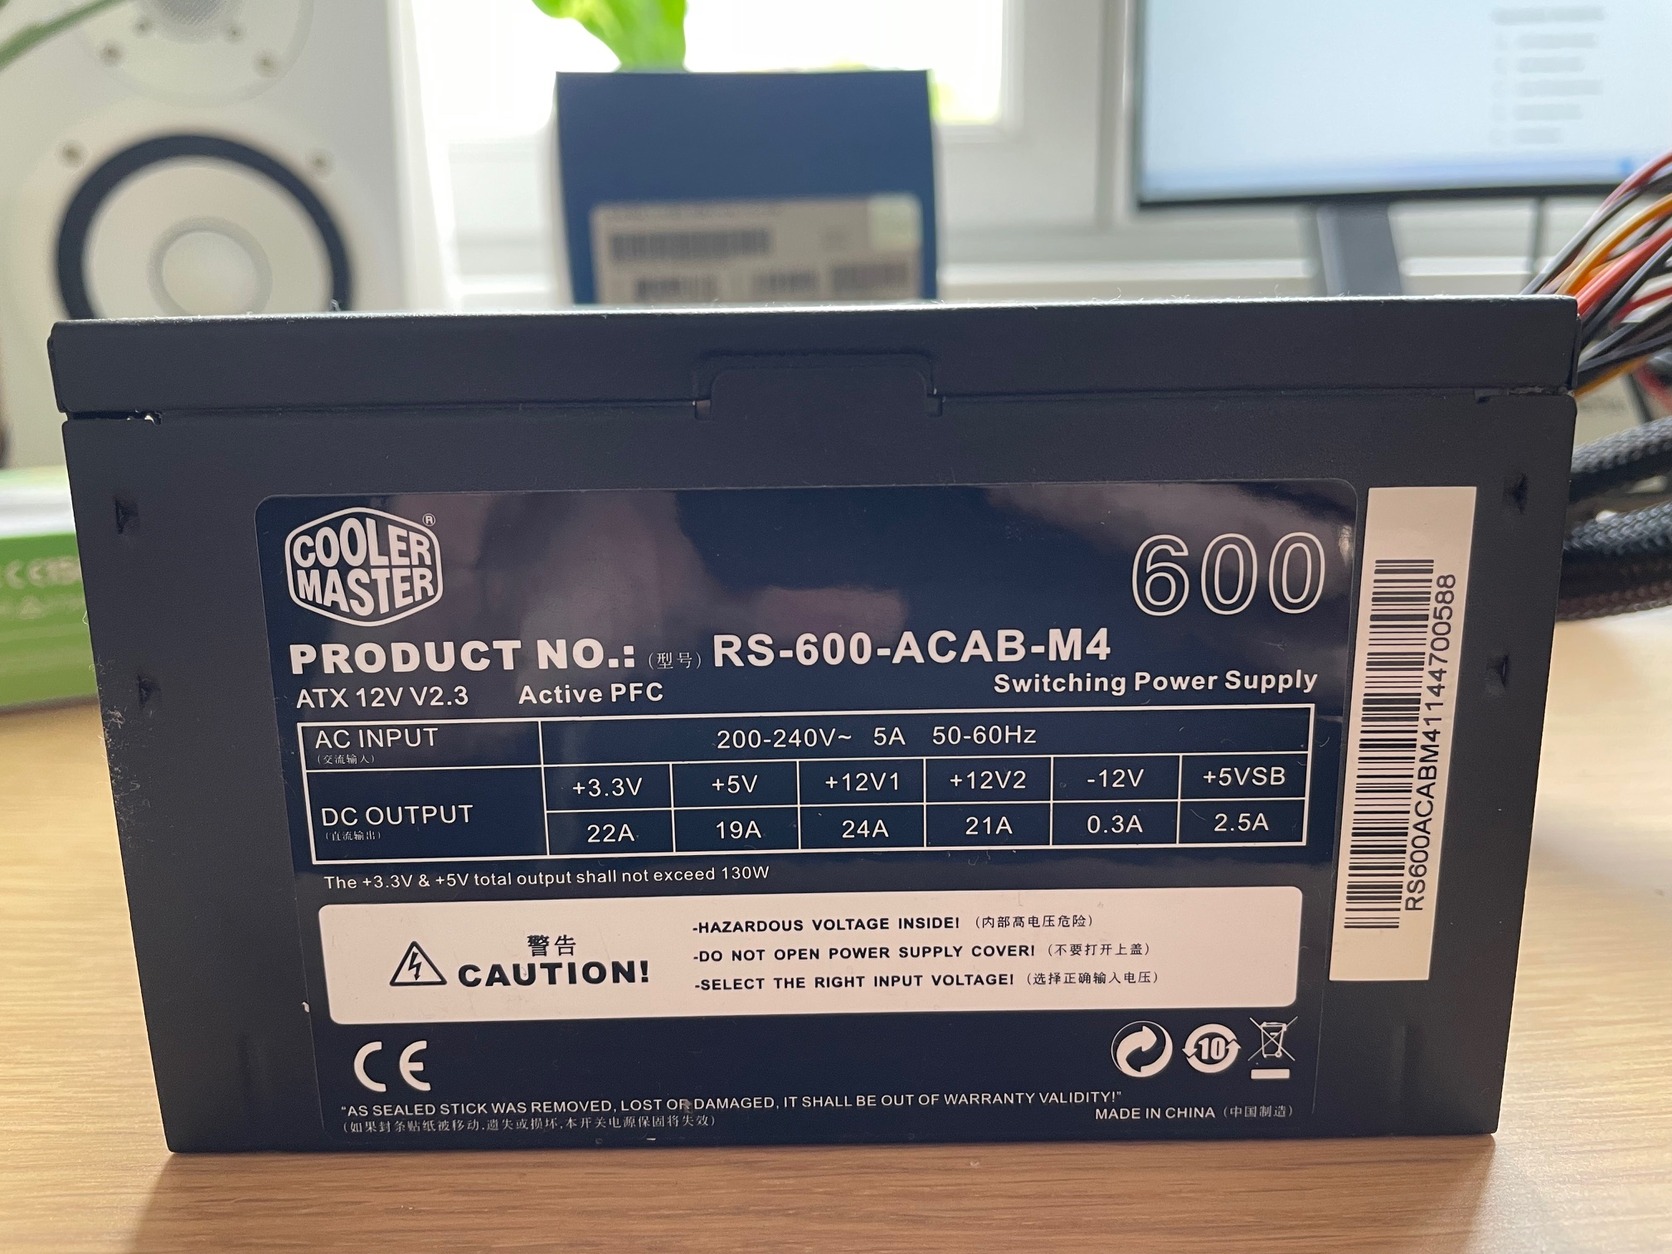 COOLER MASTER ®
600
PRODUCT NO.: (型号) RS-600-ACAB-M4
ATX 12V V2.3 Active PFC Switching Power Supply
AC INPUT 200-240V~ 5A 50-60Hz
(交流输入)
+3.3V +5V +12V1 +12V2 -12V +5VSB
DC OUTPUT
(直流输出)
22A 19A 24A 21A 0.3A 2.5A
The +3.3V & +5V total output shall not exceed 130W
警告
CAUTION!
-HAZARDOUS VOLTAGE INSIDE! (内部高电压危险)
-DO NOT OPEN POWER SUPPLY COVER! (不要打开上盖)
-SELECT THE RIGHT INPUT VOLTAGE! (选择正确输入电压)
CE
10
"AS SEALED STICK WAS REMOVED, LOST OR DAMAGED, IT SHALL BE OUT OF WARRANTY VALIDITY!"
(如果封条贴纸被移动,遗失或损坏,本开关电源保固将失效)
MADE IN CHINA (中国制造)
RS600ACABM41144700588